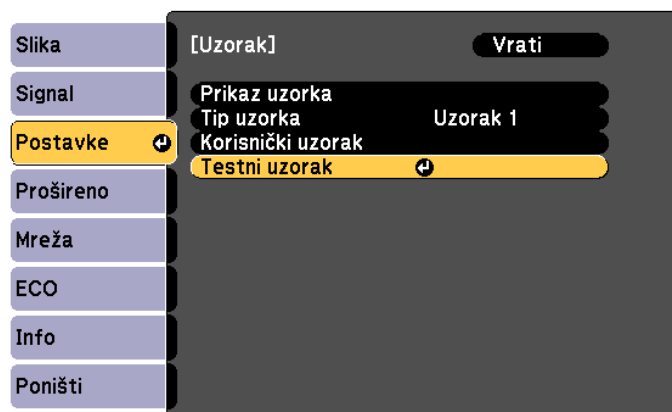 Slika
Signal
Postavke
Prošireno
Mreža
ECO
Info
Poništi
[Uzorak] Vrati
Prikaz uzorka
Tip uzorka Uzorak 1
Korisnički uzorak
Testni uzorak